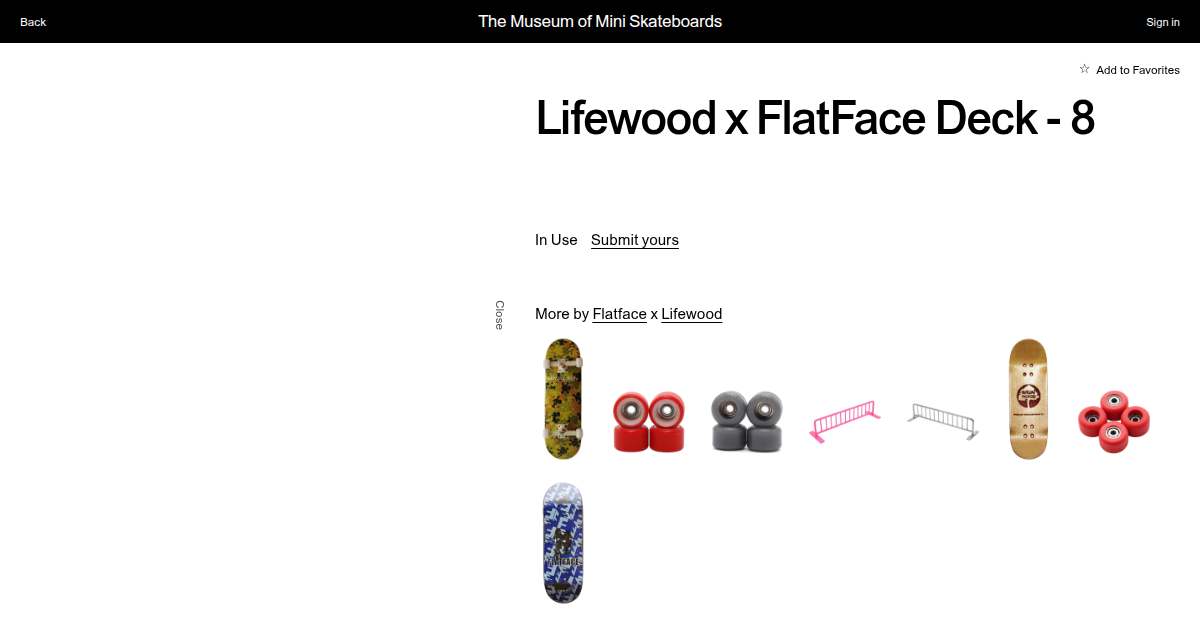 Back
The Museum of Mini Skateboards
Sign in
☆ Add to Favorites
Lifewood x FlatFace Deck - 8
In Use Submit yours
Close
More by Flatface x Lifewood